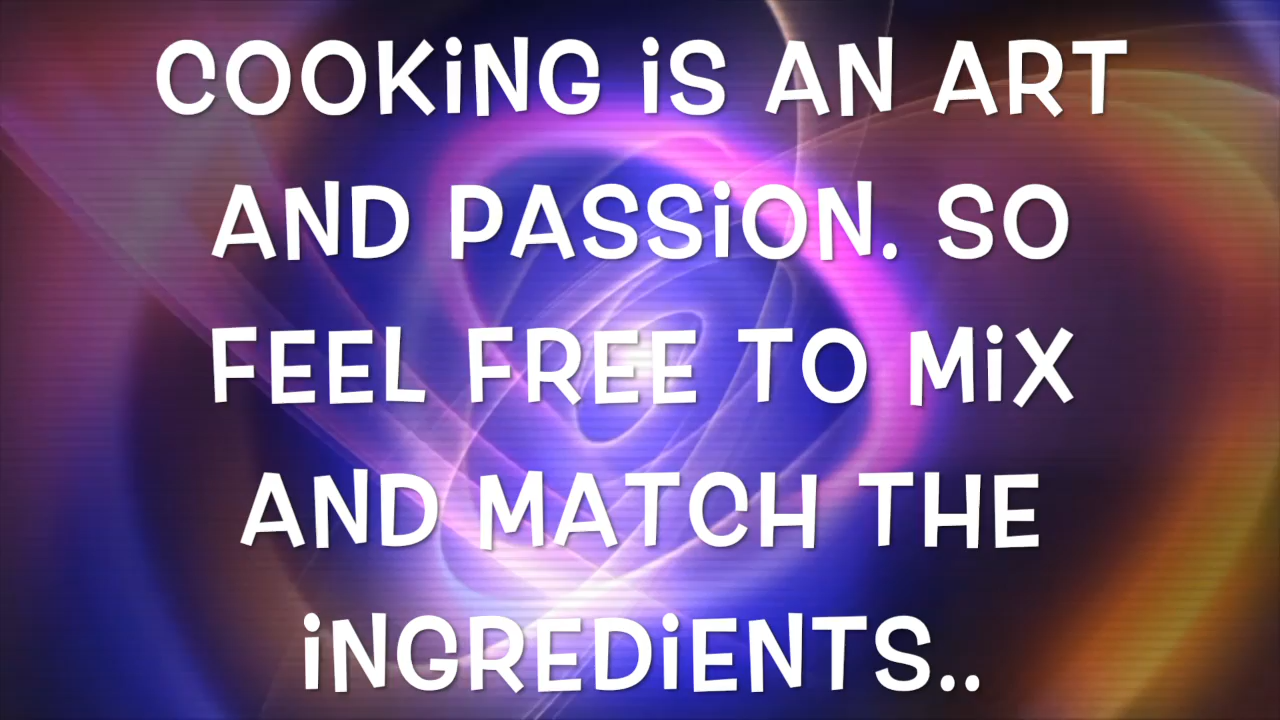 COOKiNG iS AN ART
AND PASSiON. SO
FEEL FREE TO MiX
AND MATCH THE
iNGREDiENTS..